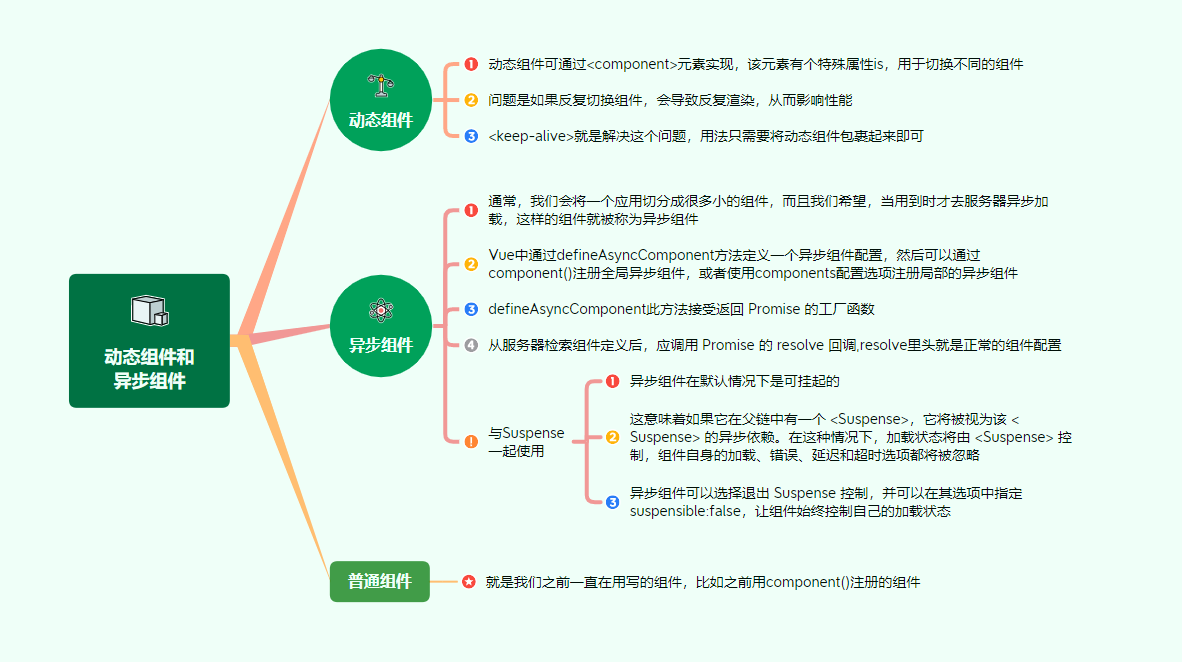 动态组件和
异步组件
动态组件
1 动态组件可通过<component>元素实现，该元素有个特殊属性is，用于切换不同的组件
2 问题是如果反复切换组件，会导致反复渲染，从而影响性能
3 <keep-alive>就是解决这个问题，用法只需要将动态组件包裹起来即可
异步组件
1 通常，我们会将一个应用切分成很多小的组件，而且我们希望，当用到时才去服务器异步加
载，这样的组件就被称为异步组件
2 Vue中通过defineAsyncComponent方法定义一个异步组件配置，然后可以通过
component()注册全局异步组件，或者使用components配置选项注册局部的异步组件
3 defineAsyncComponent此方法接受返回 Promise 的工厂函数
4 从服务器检索组件定义后，应调用 Promise 的 resolve 回调,resolve里头就是正常的组件配置
! 与Suspense
一起使用
1 异步组件在默认情况下是可挂起的
2 这意味着如果它在父链中有一个 <Suspense>，它将被视为该 <
Suspense> 的异步依赖。在这种情况下，加载状态将由 <Suspense> 控
制，组件自身的加载、错误、延迟和超时选项都将被忽略
3 异步组件可以选择退出 Suspense 控制，并可以在其选项中指定
suspensible:false，让组件始终控制自己的加载状态
普通组件
就是我们之前一直在用写的组件，比如之前用component()注册的组件